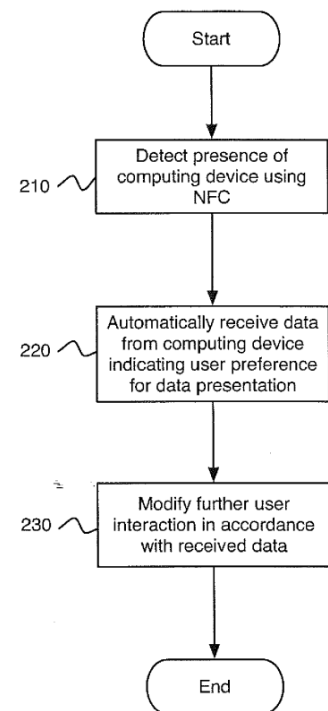 Start
210
Detect presence of
computing device using
NFC
220
Automatically receive data
from computing device
indicating user preference
for data presentation
230
Modify further user
interaction in accordance
with received data
End